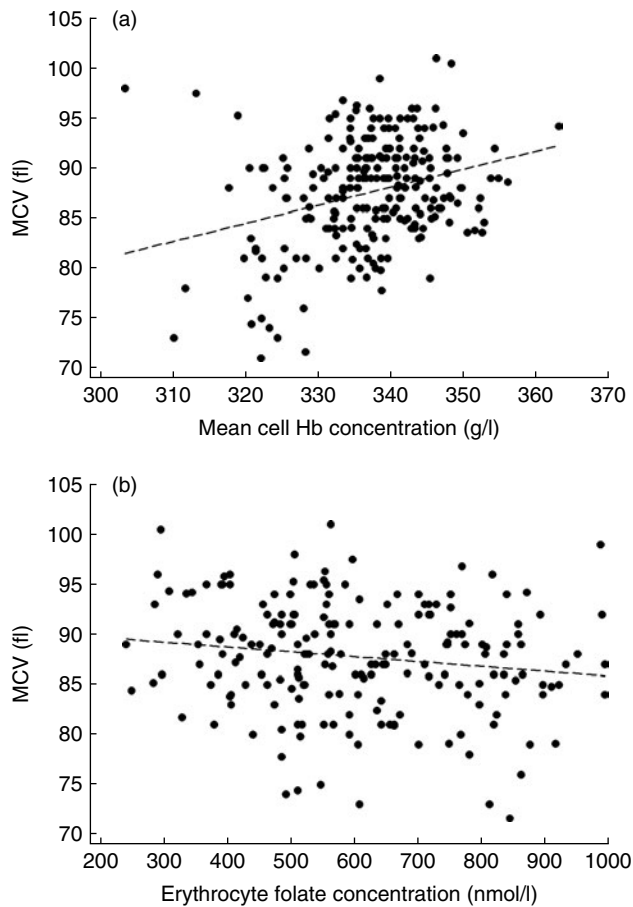 (a)
105
100
95
90
85
80
75
70
MCV (fl)
300 310 320 330 340 350 360 370
Mean cell Hb concentration (g/l)
(b)
105
100
95
90
85
80
75
70
MCV (fl)
200 300 400 500 600 700 800 900 1000
Erythrocyte folate concentration (nmol/l)